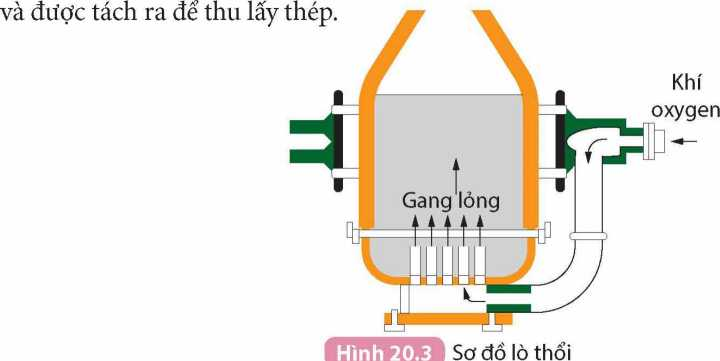 và được tách ra để thu lấy thép.
Khí
oxygen
Gang lỏng
Hình 20.3 Sơ đồ lò thổi